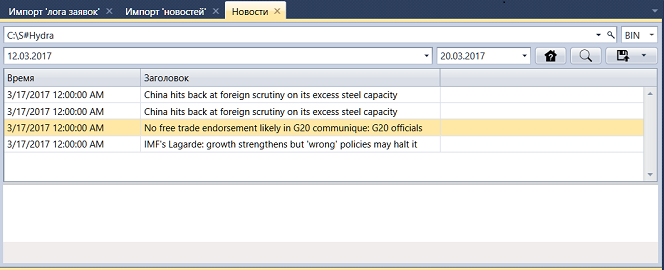 Импорт 'лога заявок' Импорт 'новостей' Новости
C:\S#Hydra BIN
12.03.2017 20.03.2017
Время Заголовок
3/17/2017 12:00:00 AM China hits back at foreign scrutiny on its excess steel capacity
3/17/2017 12:00:00 AM China hits back at foreign scrutiny on its excess steel capacity
3/17/2017 12:00:00 AM No free trade endorsement likely in G20 communique: G20 officials
3/17/2017 12:00:00 AM IMF's Lagarde: growth strengthens but 'wrong' policies may halt it